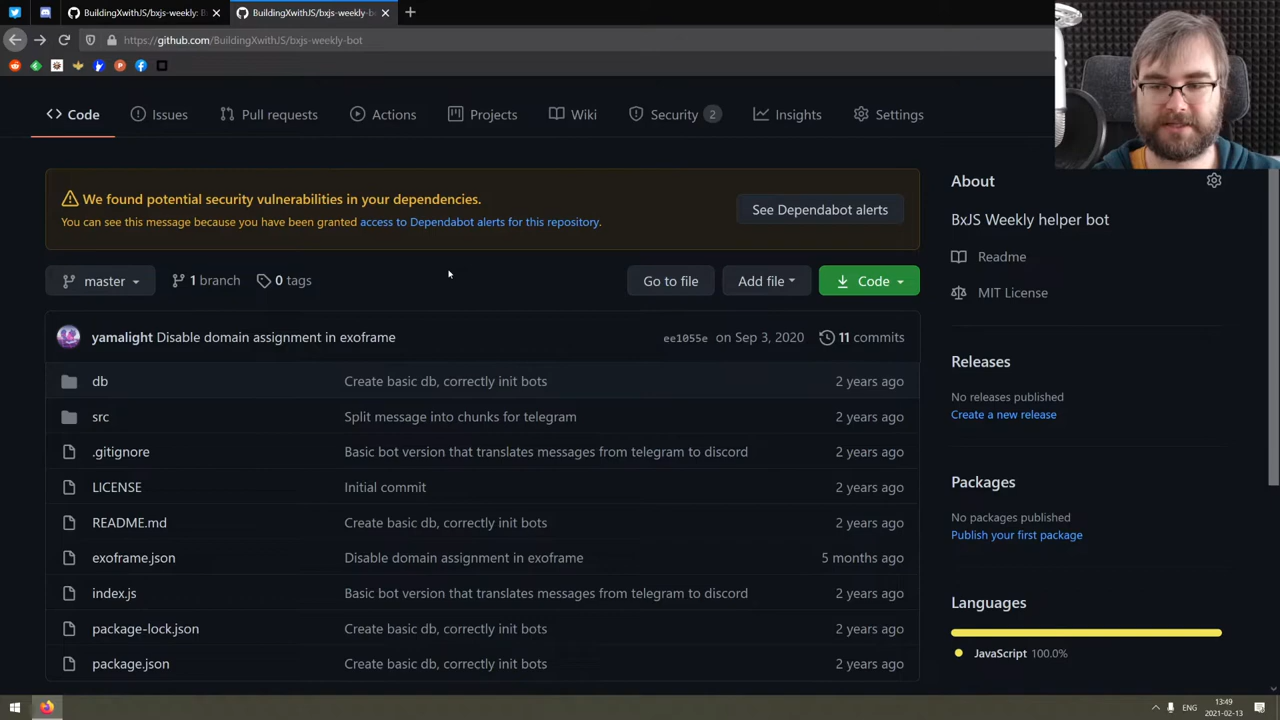 BuildingXwithJS/bxjs-weekly: B
BuildingXwithJS/bxjs-weekly-bo
https://github.com/BuildingXwithJS/bxjs-weekly-bot
Code
Issues
Pull requests
Actions
Projects
Wiki
Security 2
Insights
Settings
We found potential security vulnerabilities in your dependencies.
You can see this message because you have been granted access to Dependabot alerts for this repository.
See Dependabot alerts
master
1 branch
0 tags
Go to file
Add file
Code
yamalight Disable domain assignment in exoframe ee1055e on Sep 3, 2020 11 commits
db Create basic db, correctly init bots 2 years ago
src Split message into chunks for telegram 2 years ago
.gitignore Basic bot version that translates messages from telegram to discord 2 years ago
LICENSE Initial commit 2 years ago
README.md Create basic db, correctly init bots 2 years ago
exoframe.json Disable domain assignment in exoframe 5 months ago
index.js Basic bot version that translates messages from telegram to discord 2 years ago
package-lock.json Create basic db, correctly init bots 2 years ago
package.json Create basic db, correctly init bots 2 years ago
About
BxJS Weekly helper bot
Readme
MIT License
Releases
No releases published
Create a new release
Packages
No packages published
Publish your first package
Languages
JavaScript 100.0%
ENG
13:49
2021-02-13